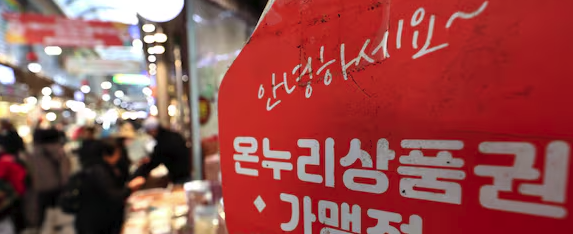 안녕하세요~
온누리상품권
◆ 가맹점